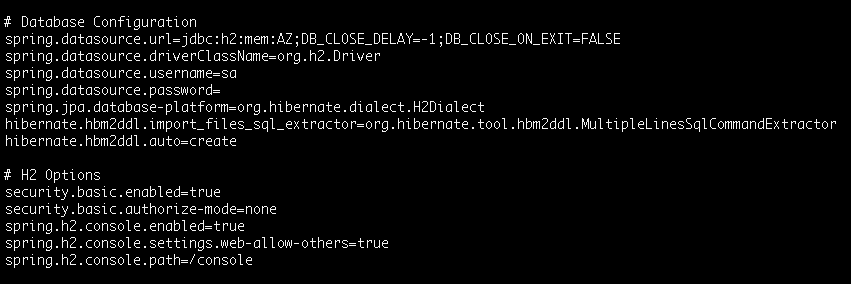 # Database Configuration
spring.datasource.url=jdbc:h2:mem:AZ;DB_CLOSE_DELAY=-1;DB_CLOSE_ON_EXIT=FALSE
spring.datasource.driverClassName=org.h2.Driver
spring.datasource.username=sa
spring.datasource.password=
spring.jpa.database-platform=org.hibernate.dialect.H2Dialect
hibernate.hbm2ddl.import_files_sql_extractor=org.hibernate.tool.hbm2ddl.MultipleLinesSqlCommandExtractor
hibernate.hbm2ddl.auto=create
# H2 Options
security.basic.enabled=true
security.basic.authorize-mode=none
spring.h2.console.enabled=true
spring.h2.console.settings.web-allow-others=true
spring.h2.console.path=/console